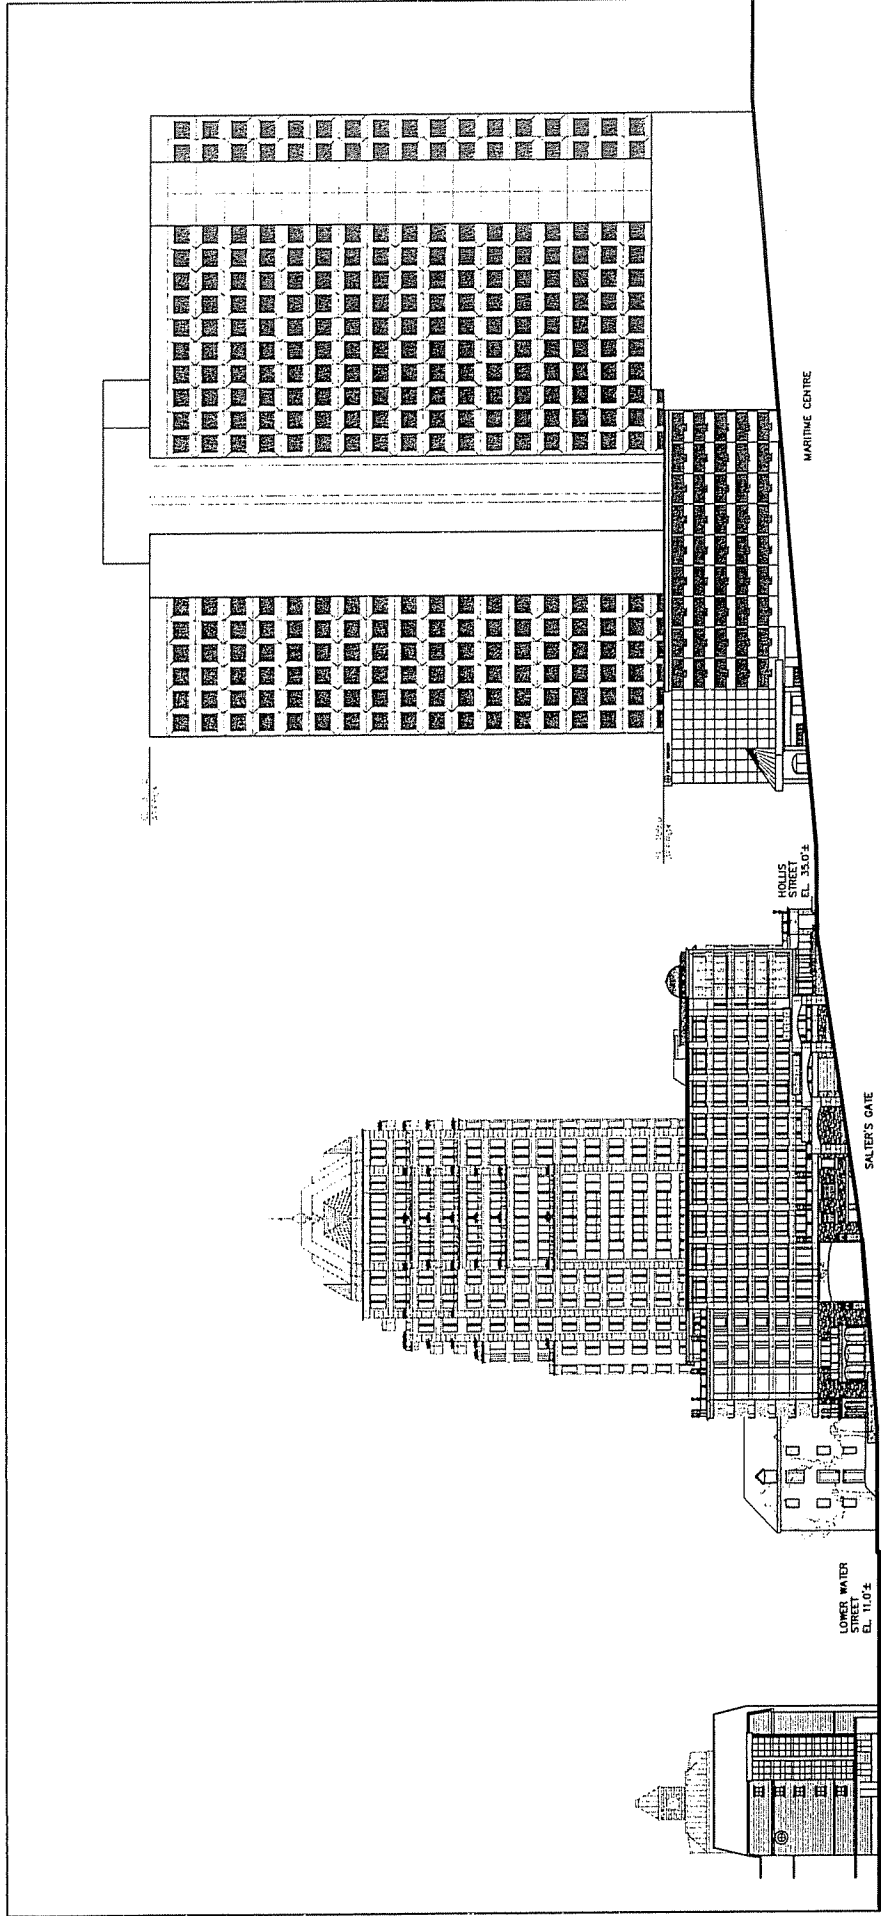 LOWER WATER
STREET
EL. 11.0'±
SALTER'S GATE
HOLLIS
STREET
EL. 35.0'±
MARITIME CENTRE